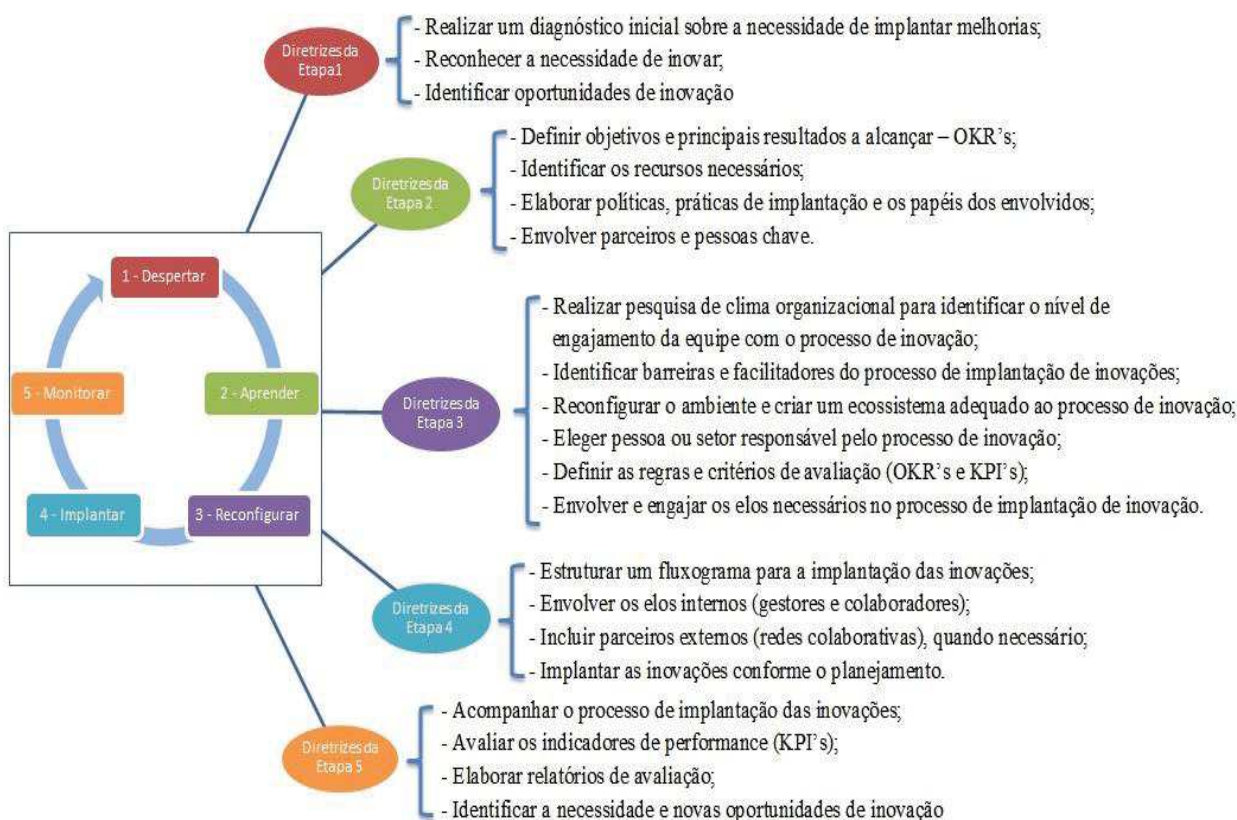 Diretrizes da
Etapa1
- Realizar um diagnóstico inicial sobre a necessidade de implantar melhorias;
- Reconhecer a necessidade de inovar;
- Identificar oportunidades de inovação
Diretrizes da
Etapa 2
- Definir objetivos e principais resultados a alcançar – OKR’s;
- Identificar os recursos necessários;
- Elaborar políticas, práticas de implantação e os papéis dos envolvidos;
- Envolver parceiros e pessoas chave.
1 - Despertar
5 - Monitorar
2 - Aprender
4 - Implantar
3 - Reconfigurar
Diretrizes da
Etapa 3
- Realizar pesquisa de clima organizacional para identificar o nível de
engajamento da equipe com o processo de inovação;
- Identificar barreiras e facilitadores do processo de implantação de inovações;
- Reconfigurar o ambiente e criar um ecossistema adequado ao processo de inovação;
- Eleger pessoa ou setor responsável pelo processo de inovação;
- Definir as regras e critérios de avaliação (OKR’s e KPI’s);
- Envolver e engajar os elos necessários no processo de implantação de inovação.
Diretrizes da
Etapa 4
- Estruturar um fluxograma para a implantação das inovações;
- Envolver os elos internos (gestores e colaboradores);
- Incluir parceiros externos (redes colaborativas), quando necessário;
- Implantar as inovações conforme o planejamento.
Diretrizes da
Etapa 5
- Acompanhar o processo de implantação das inovações;
- Avaliar os indicadores de performance (KPI’s);
- Elaborar relatórios de avaliação;
- Identificar a necessidade e novas oportunidades de inovação